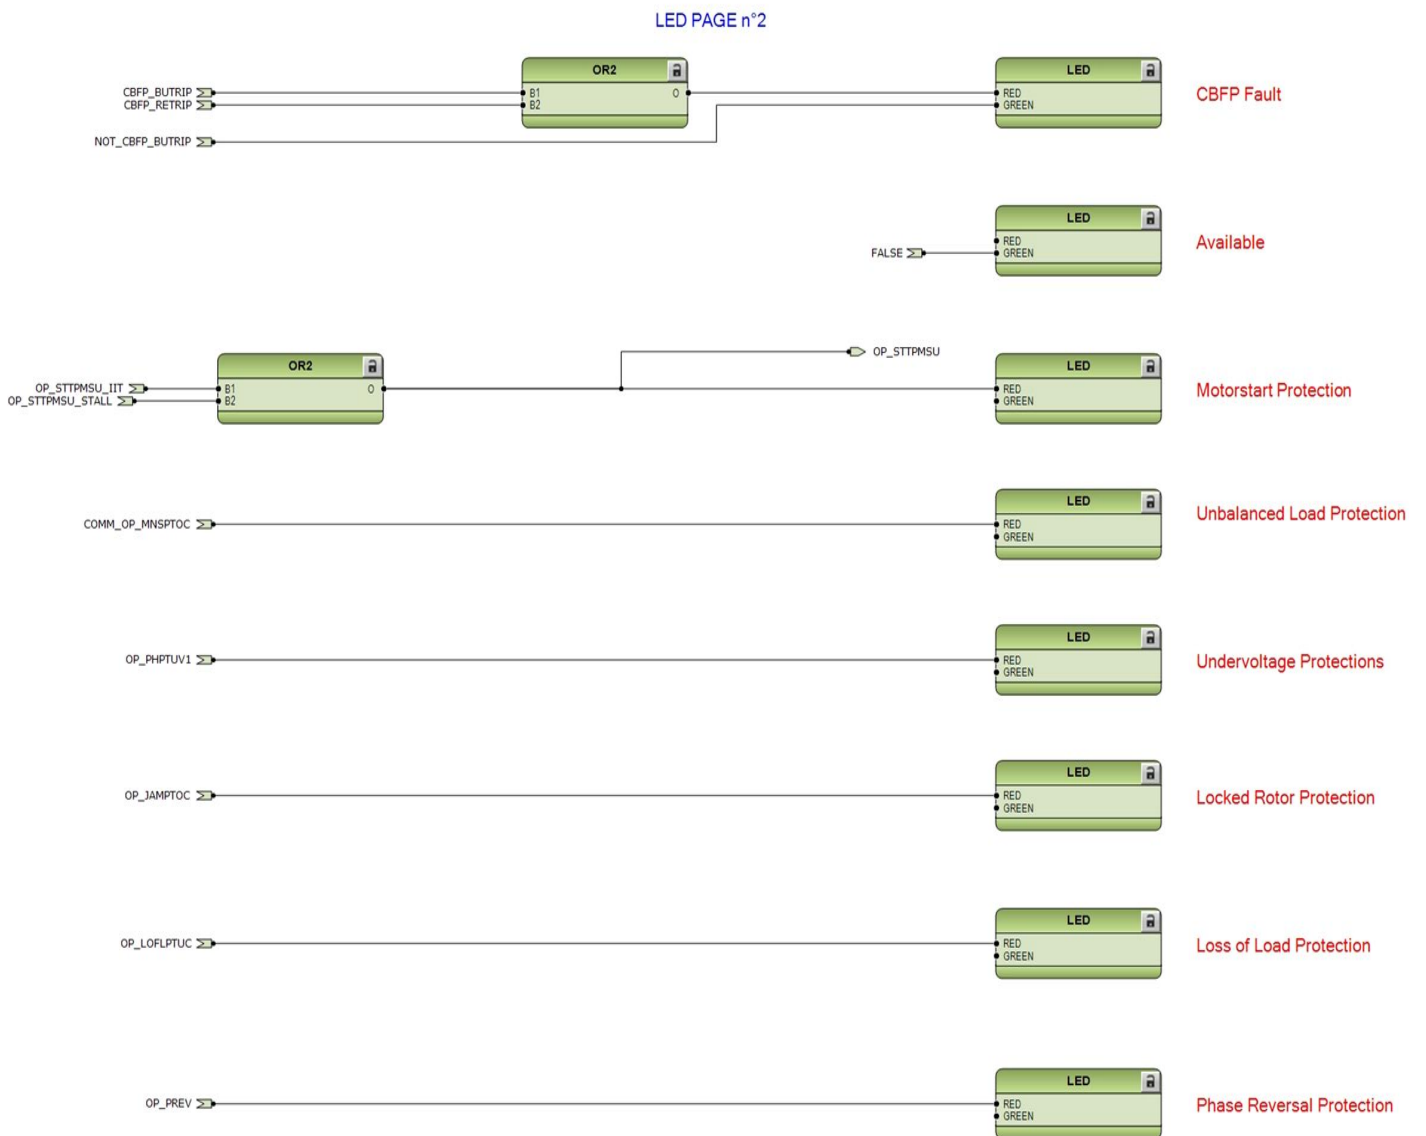 LED PAGE n°2
OR2
LED
CBFP_BUTRIP
B1
O
RED
CBFP Fault
CBFP_RETRIP
B2
GREEN
NOT_CBFP_BUTRIP
LED
RED
Available
FALSE
GREEN
OP_STTPMSU
OR2
LED
OP_STTPMSU_IIT
B1
O
RED
Motorstart Protection
OP_STTPMSU_STALL
B2
GREEN
LED
Unbalanced Load Protection
COMM_OP_MNSPTOC
RED
GREEN
LED
OP_PHPTUV1
RED
Undervoltage Protections
GREEN
LED
OP_JAMPTOC
RED
Locked Rotor Protection
GREEN
LED
OP_LOFLPTUC
RED
Loss of Load Protection
GREEN
LED
OP_PREV
RED
Phase Reversal Protection
GREEN